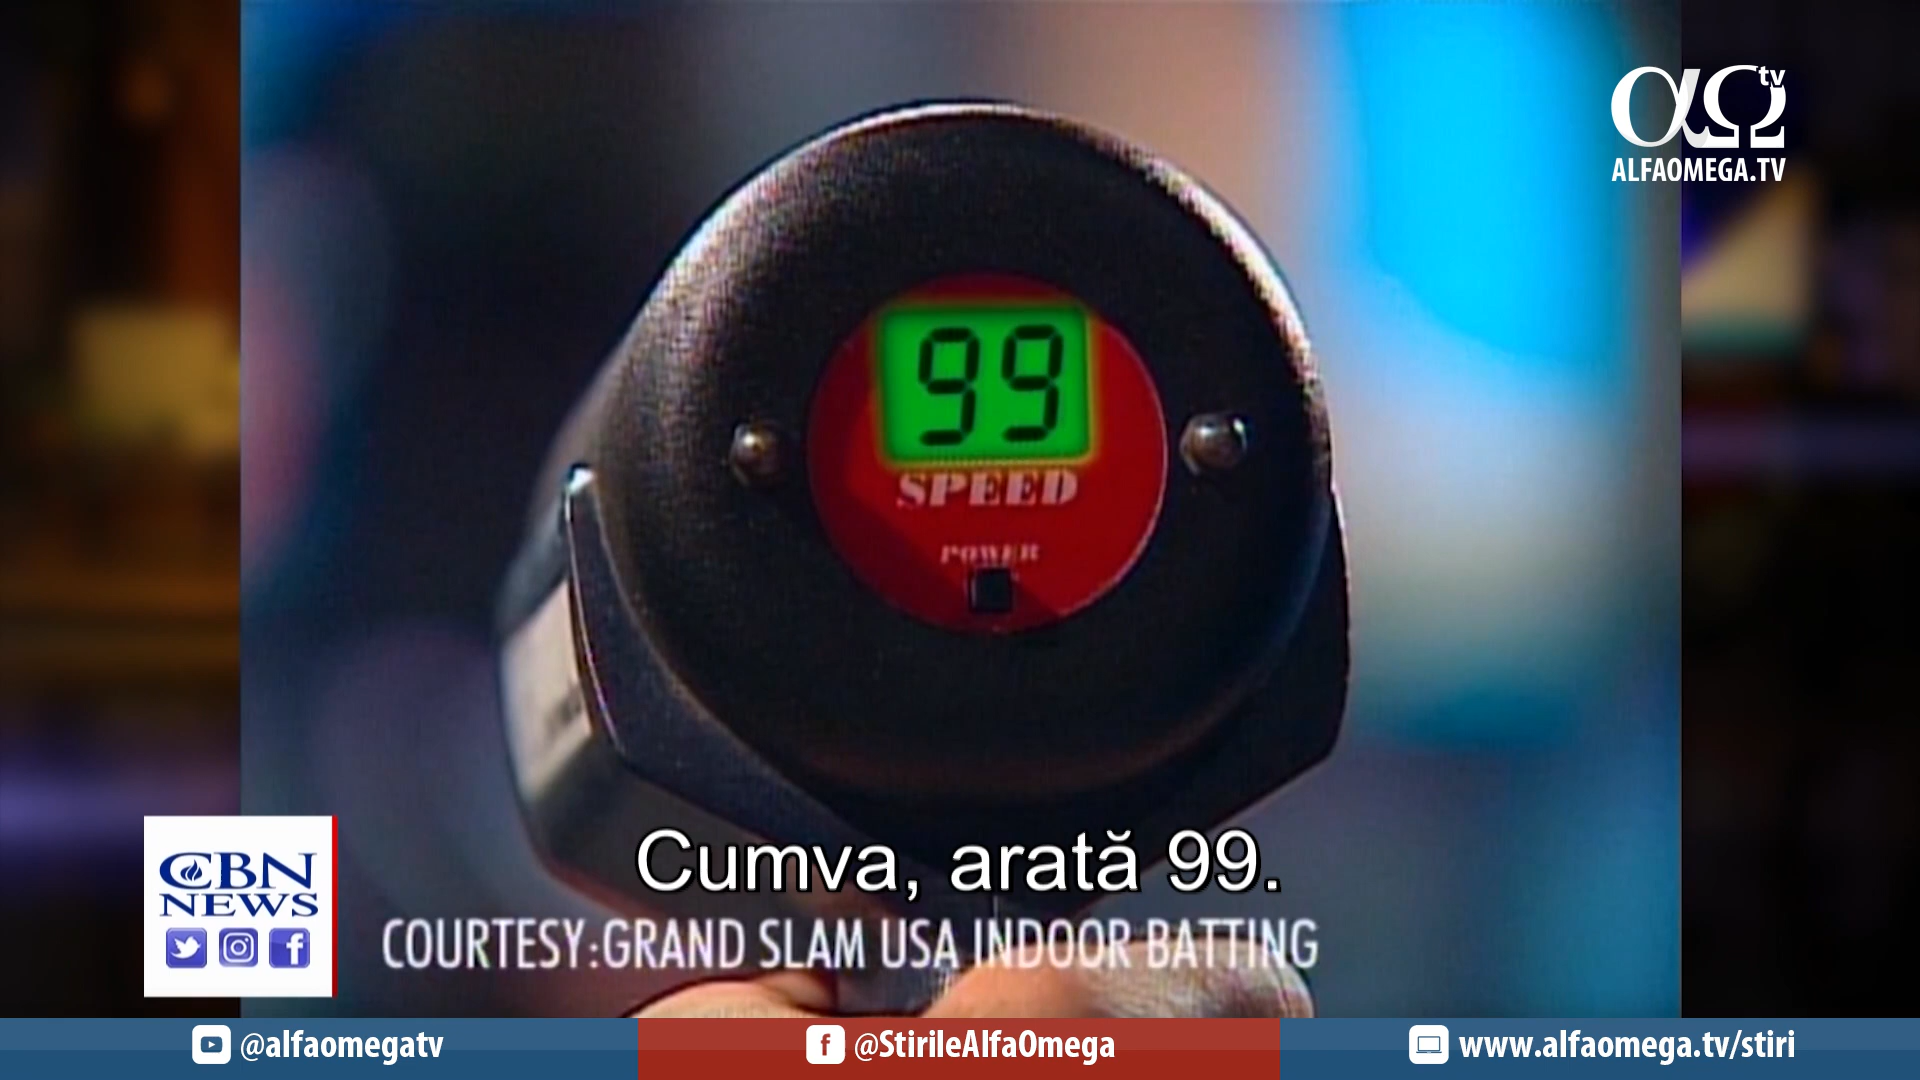 tv
αΩ
ALFAOMEGA.TV
99
SPEED
POWER
Cumva, arată 99.
CBN
NEWS
COURTESY:GRAND SLAM USA INDOOR BATTING
@alfaomegatv
@StirileAlfaOmega
www.alfaomega.tv/stiri